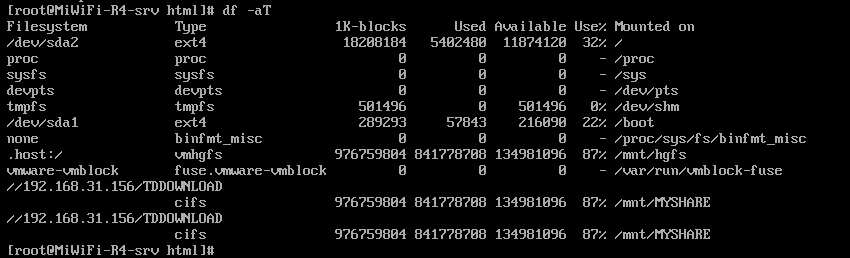 [root@MiWiFi-R4-srv html]# df -aT
Filesystem Type 1K-blocks Used Available Use% Mounted on
/dev/sda2 ext4 18208184 5402480 11874120 32% /
proc proc 0 0 0 - /proc
sysfs sysfs 0 0 0 - /sys
devpts devpts 0 0 0 - /dev/pts
tmpfs tmpfs 501496 0 501496 0% /dev/shm
/dev/sda1 ext4 289293 57843 216090 22% /boot
none binfmt_misc 0 0 0 - /proc/sys/fs/binfmt_misc
.host:/ vmhgfs 976759804 841778708 134981096 87% /mnt/hgfs
vmware-vmblock fuse.vmware-vmblock 0 0 0 - /var/run/vmblock-fuse
//192.168.31.156/TDDOWNLOAD
cifs 976759804 841778708 134981096 87% /mnt/MYSHARE
//192.168.31.156/TDDOWNLOAD
cifs 976759804 841778708 134981096 87% /mnt/MYSHARE
[root@MiWiFi-R4-srv html]#